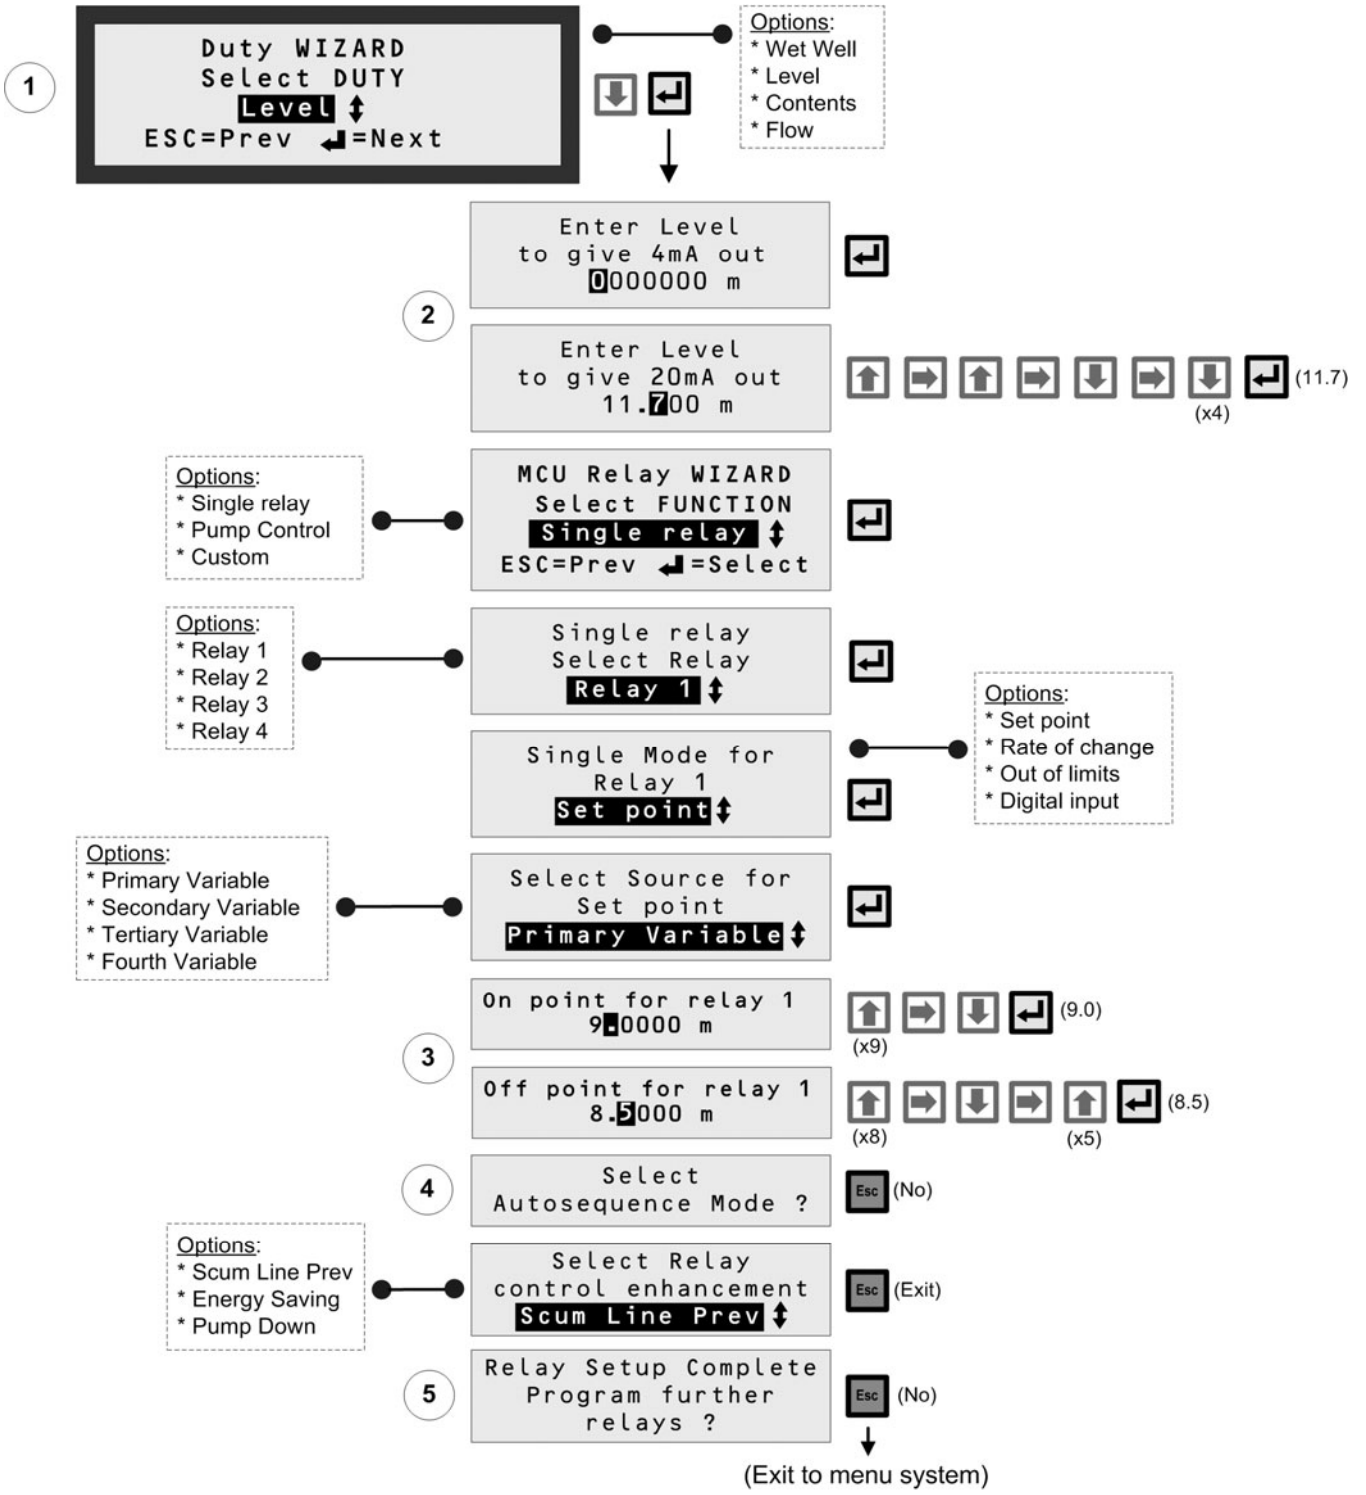 1
Duty WIZARD
Select DUTY
Level
ESC=Prev =Next
Options:
* Wet Well
* Level
* Contents
* Flow
2
Enter Level
to give 4mA out
0000000 m
Enter Level
to give 20mA out
11.700 m
(x4)
(11.7)
Options:
* Single relay
* Pump Control
* Custom
MCU Relay WIZARD
Select FUNCTION
Single relay
ESC=Prev =Select
Options:
* Relay 1
* Relay 2
* Relay 3
* Relay 4
Single relay
Select Relay
Relay 1
Single Mode for
Relay 1
Set point
Options:
* Set point
* Rate of change
* Out of limits
* Digital input
Options:
* Primary Variable
* Secondary Variable
* Tertiary Variable
* Fourth Variable
Select Source for
Set point
Primary Variable
3
On point for relay 1
9.0000 m
(x9)
(9.0)
Off point for relay 1
8.5000 m
(x8)
(x5)
(8.5)
4
Select
Autosequence Mode ?
Esc (No)
Options:
* Scum Line Prev
* Energy Saving
* Pump Down
Select Relay
control enhancement
Scum Line Prev
Esc (Exit)
5
Relay Setup Complete
Program further
relays ?
Esc (No)
(Exit to menu system)